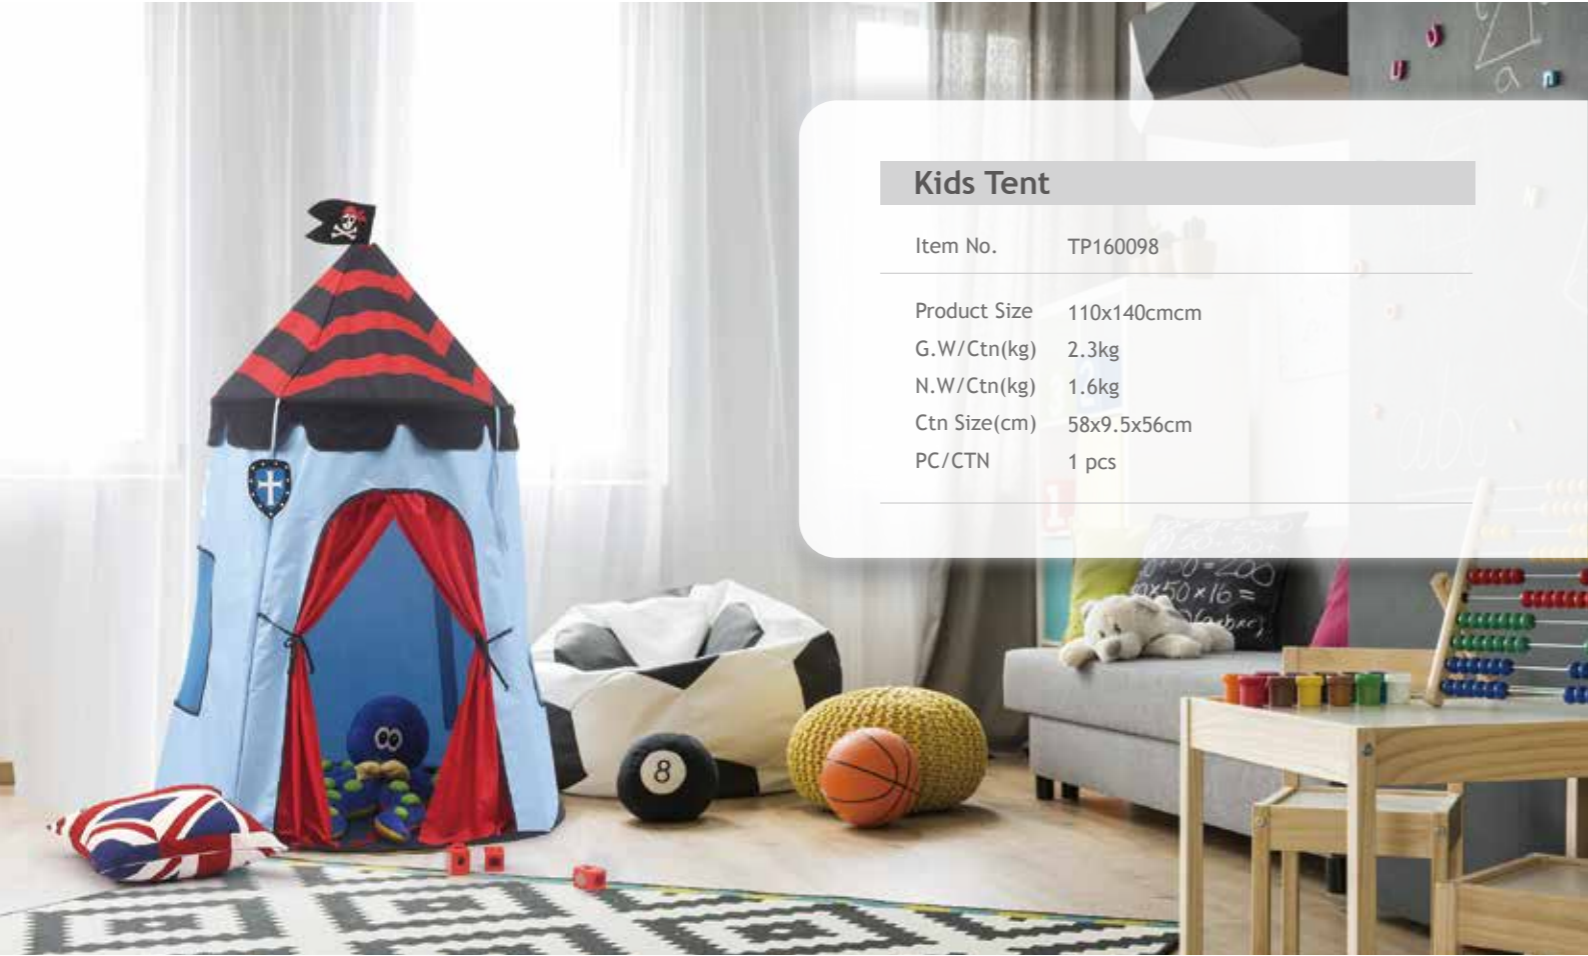 Kids Tent
Item No. TP160098
Product Size 110x140cmcm
G.W/Ctn(kg) 2.3kg
N.W/Ctn(kg) 1.6kg
Ctn Size(cm) 58x9.5x56cm
PC/CTN 1 pcs
8